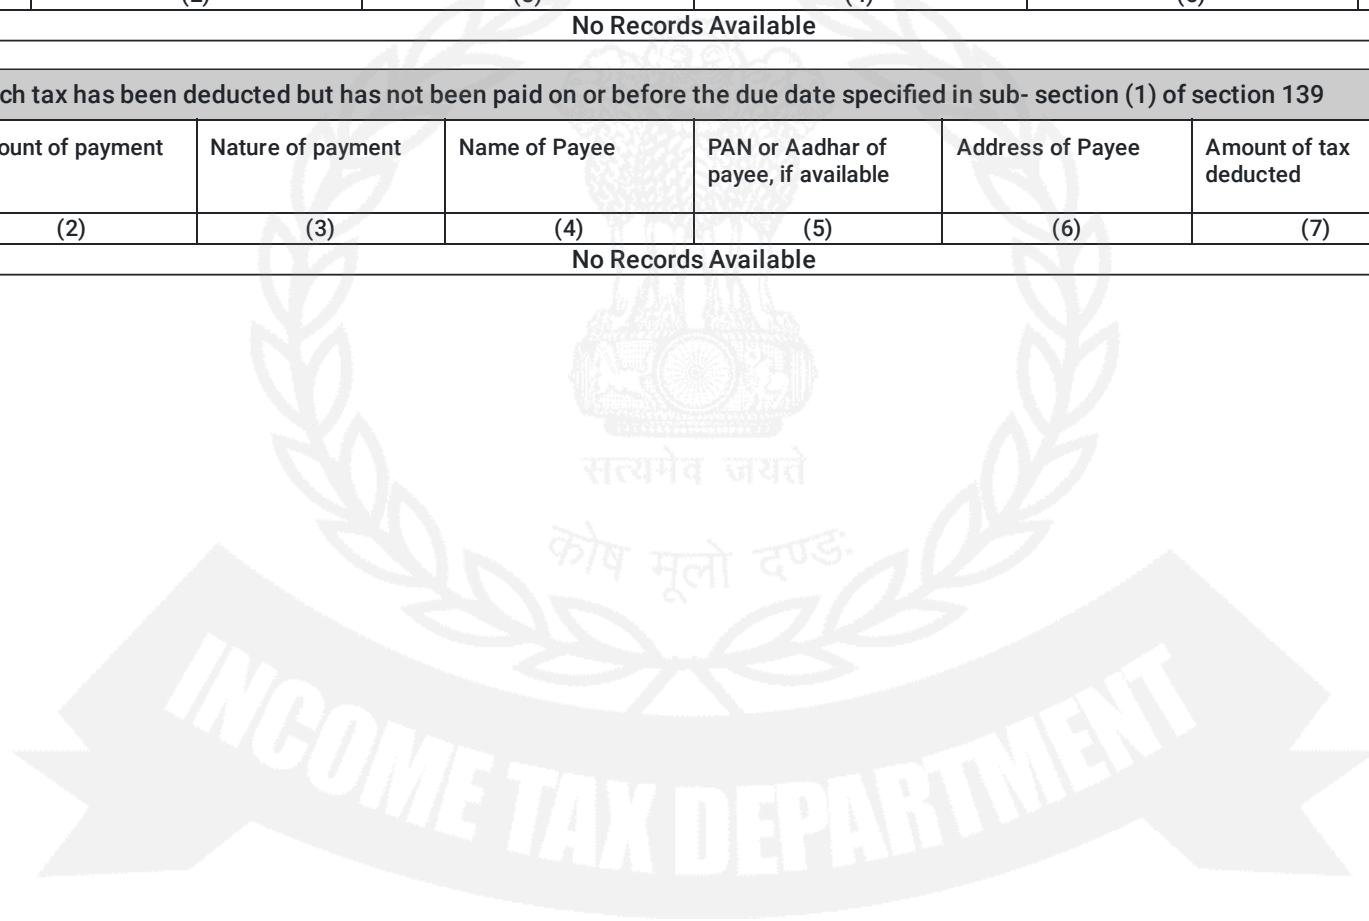 No Records Available
ch tax has been deducted but has not been paid on or before the due date specified in sub- section (1) of section 139
ount of payment Nature of payment Name of Payee PAN or Aadhar of payee, if available Address of Payee Amount of tax deducted
(2) (3) (4) (5) (6) (7)
No Records Available
सत्यमेव जयते
कोष मूलो दण्डः
INCOME TAX DEPARTMENT